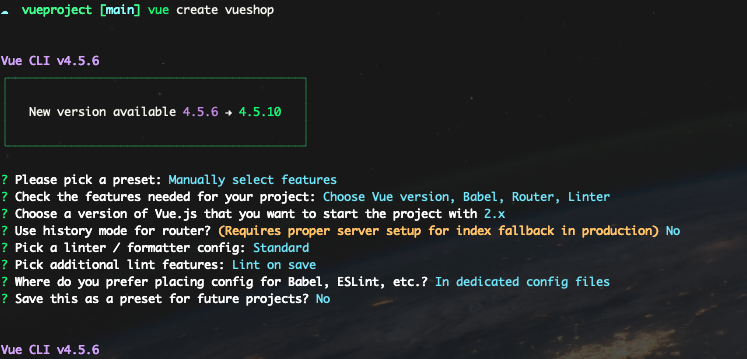 vueproject [main] vue create vueshop
Vue CLI v4.5.6
New version available 4.5.6 → 4.5.10
? Please pick a preset: Manually select features
? Check the features needed for your project: Choose Vue version, Babel, Router, Linter
? Choose a version of Vue.js that you want to start the project with 2.x
? Use history mode for router? (Requires proper server setup for index fallback in production) No
? Pick a linter / formatter config: Standard
? Pick additional lint features: Lint on save
? Where do you prefer placing config for Babel, ESLint, etc.? In dedicated config files
? Save this as a preset for future projects? No
Vue CLI v4.5.6